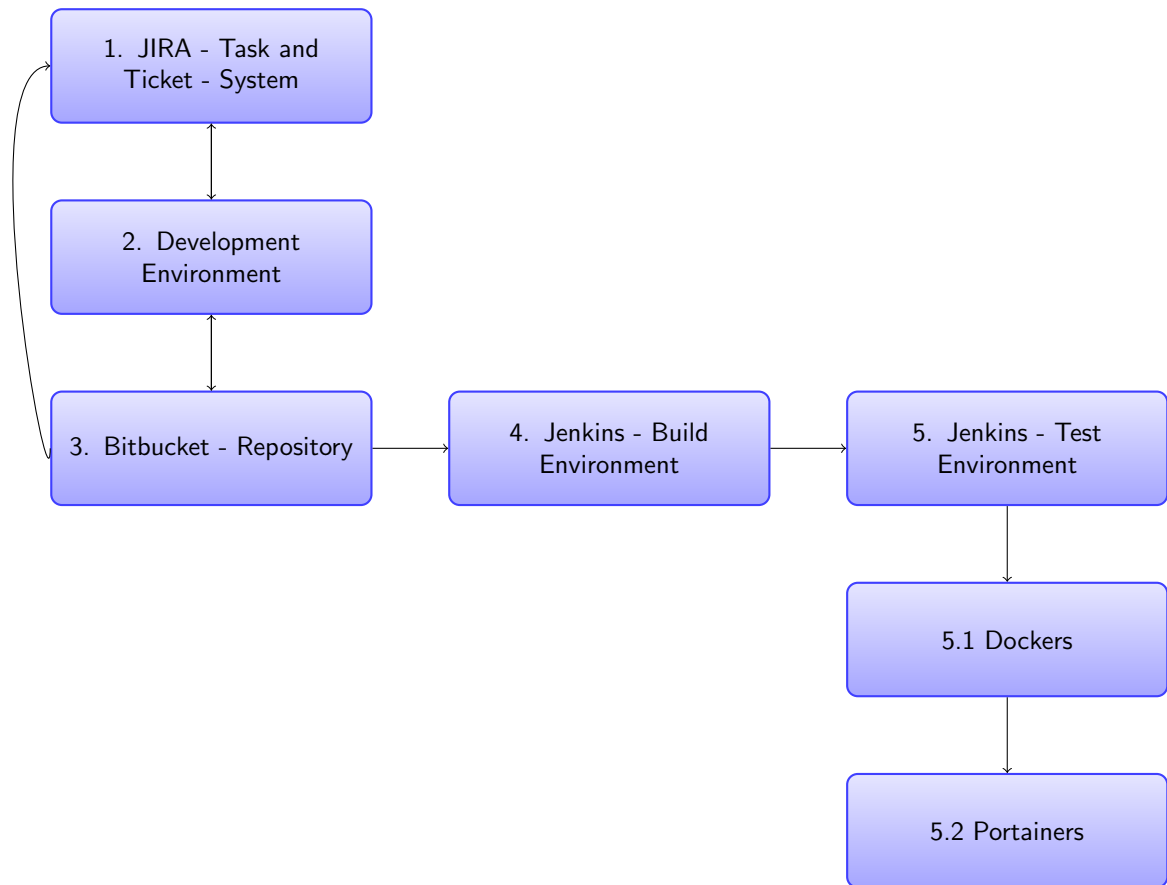 1. JIRA - Task and
Ticket - System
2. Development
Environment
3. Bitbucket - Repository
4. Jenkins - Build
Environment
5. Jenkins - Test
Environment
5.1 Dockers
5.2 Portainers